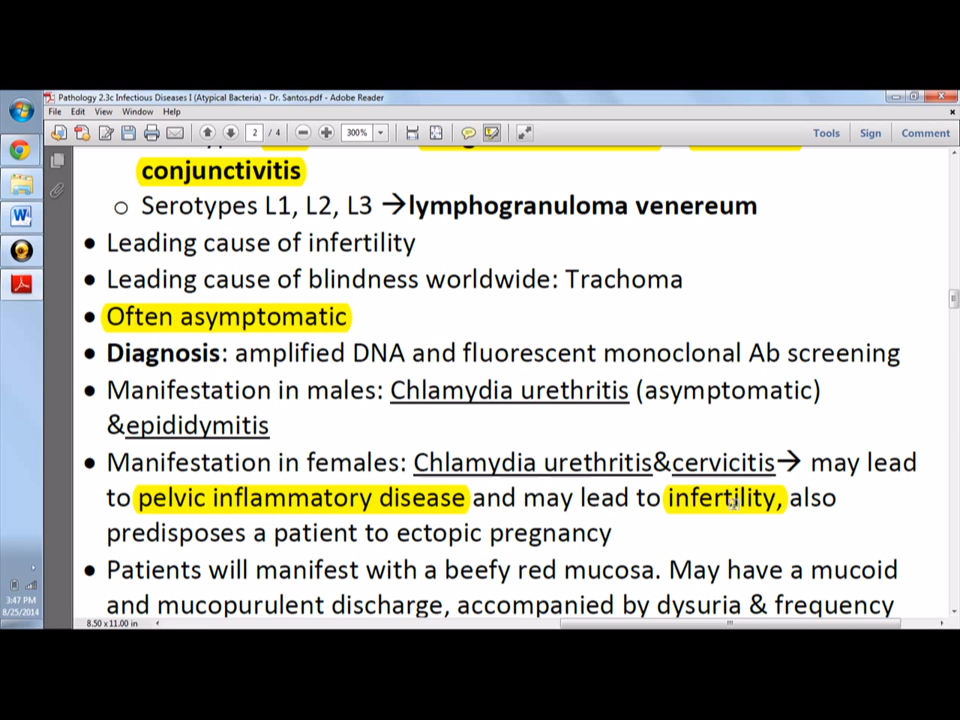 Pathology 2.3c Infectious Diseases I (Atypical Bacteria) - Dr. Santos.pdf - Adobe Reader
File Edit View Window Help
2 / 4 300% Tools Sign Comment
conjunctivitis
o Serotypes L1, L2, L3 →lymphogranuloma venereum
• Leading cause of infertility
• Leading cause of blindness worldwide: Trachoma
• Often asymptomatic
• Diagnosis: amplified DNA and fluorescent monoclonal Ab screening
• Manifestation in males: Chlamydia urethritis (asymptomatic)
&epididymitis
• Manifestation in females: Chlamydia urethritis&cervicitis→ may lead
to pelvic inflammatory disease and may lead to infertility, also
predisposes a patient to ectopic pregnancy
• Patients will manifest with a beefy red mucosa. May have a mucoid
and mucopurulent discharge, accompanied by dysuria & frequency
3:47 PM
8/25/2014
8.50 x 11.00 in